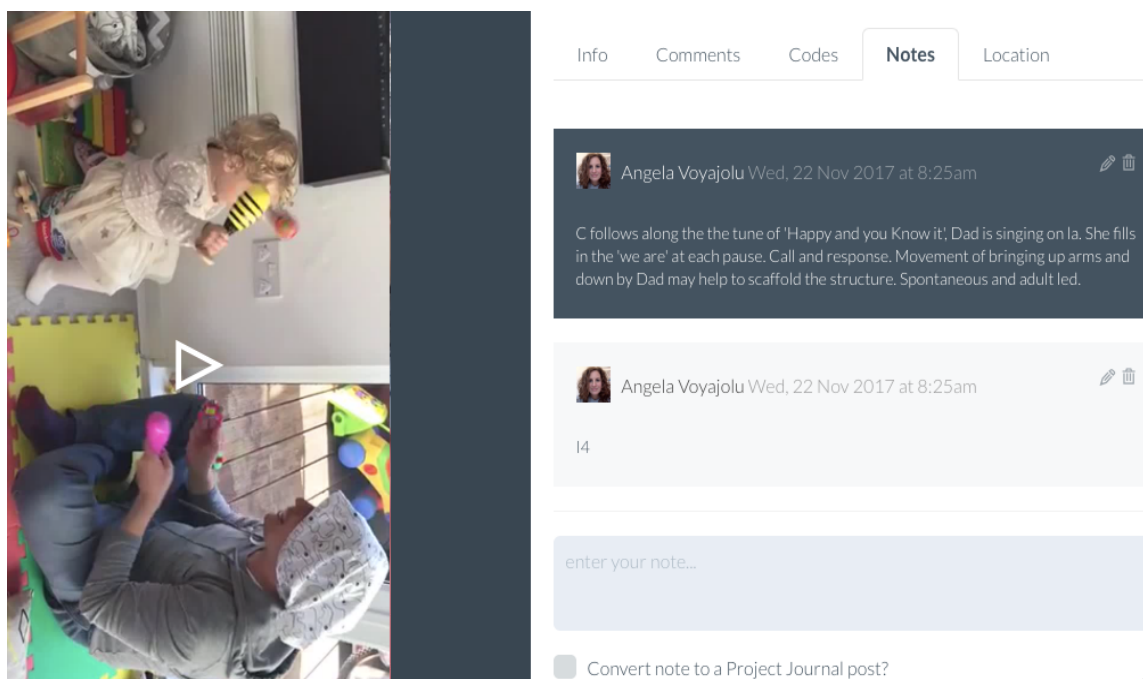 Info Comments Codes Notes Location
Angela Voyajolu Wed, 22 Nov 2017 at 8:25am
C follows along the the tune of 'Happy and you Know it', Dad is singing on la. She fills
in the 'we are' at each pause. Call and response. Movement of bringing up arms and
down by Dad may help to scaffold the structure. Spontaneous and adult led.
Angela Voyajolu Wed, 22 Nov 2017 at 8:25am
I4
enter your note...
Convert note to a Project Journal post?